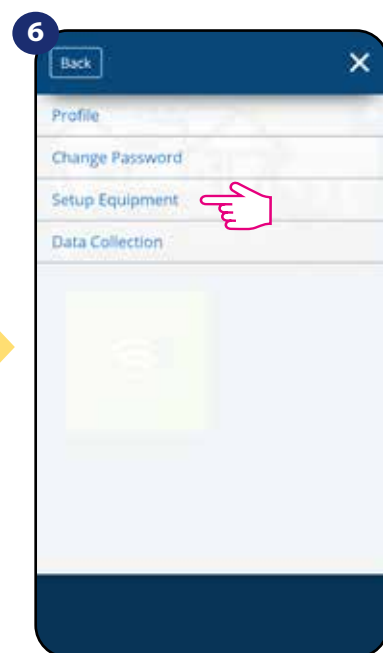 6
Back
Profile
Change Password
Setup Equipment
Data Collection